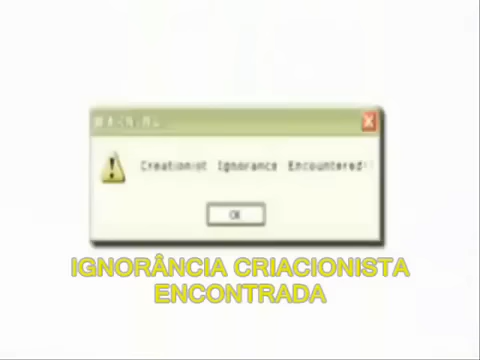 Creationist Ignorance Encountered!
OK
IGNORÂNCIA CRIACIONISTA
ENCONTRADA